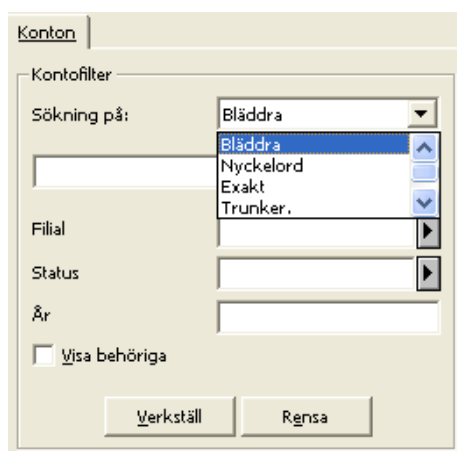 Konton
Kontofilter
Sökning på: Bläddra
Bläddra
Nyckelord
Exakt
Trunker.
Filial
Status
År
Visa behöriga
Verkställ Rensa